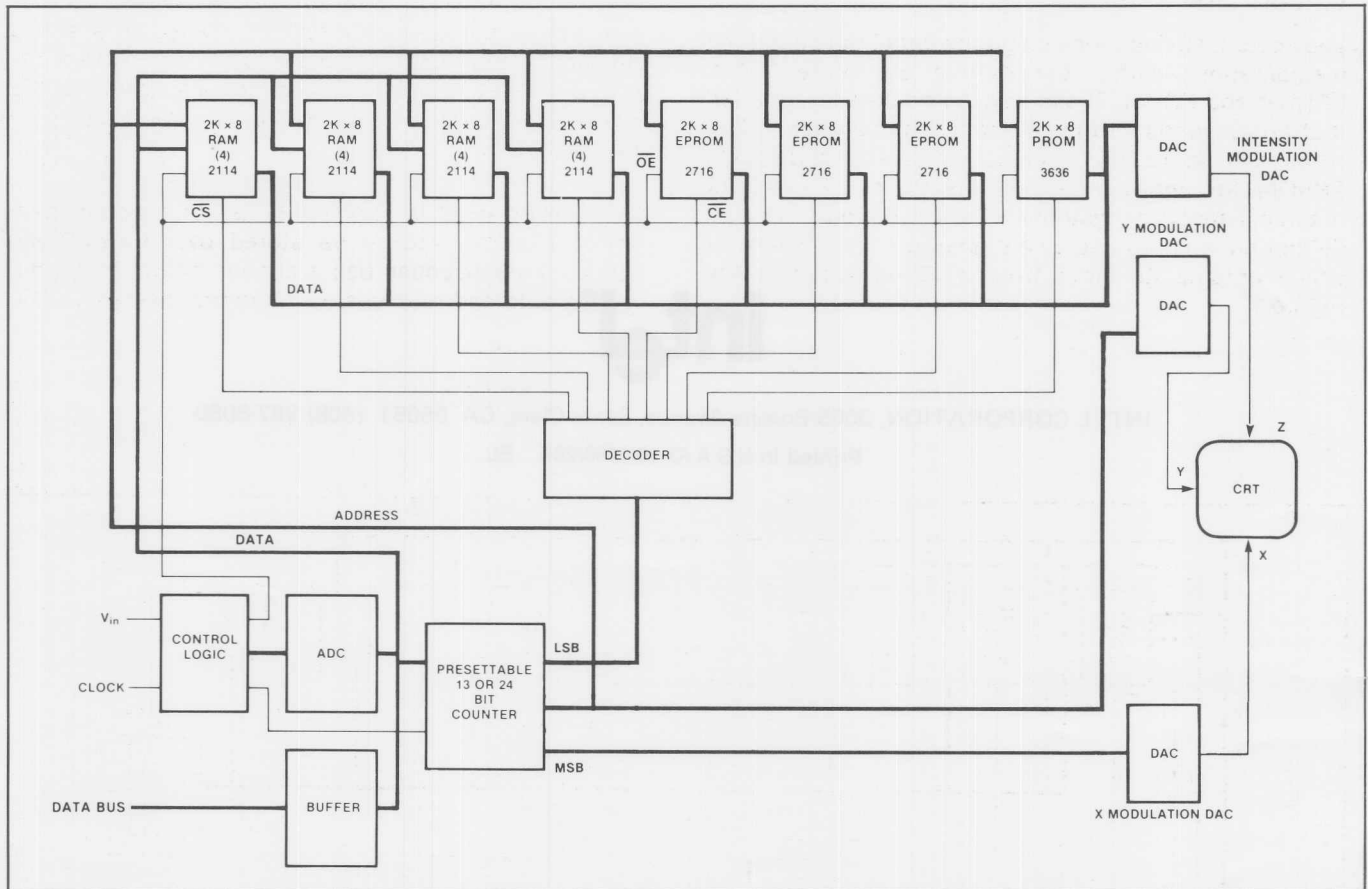 2K × 8
RAM
(4)
2114
2K × 8
RAM
(4)
2114
2K × 8
RAM
(4)
2114
2K × 8
RAM
(4)
2114
2K × 8
EPROM
2716
2K × 8
EPROM
2716
2K × 8
EPROM
2716
2K × 8
PROM
3636
DAC
INTENSITY
MODULATION
DAC
OE
CS
CE
Y MODULATION
DAC
DATA
DAC
DECODER
Z
Y
CRT
X
ADDRESS
DATA
Vin
CONTROL
LOGIC
ADC
CLOCK
PRESETTABLE
13 OR 24
BIT
COUNTER
LSB
MSB
DAC
X MODULATION DAC
DATA BUS
BUFFER